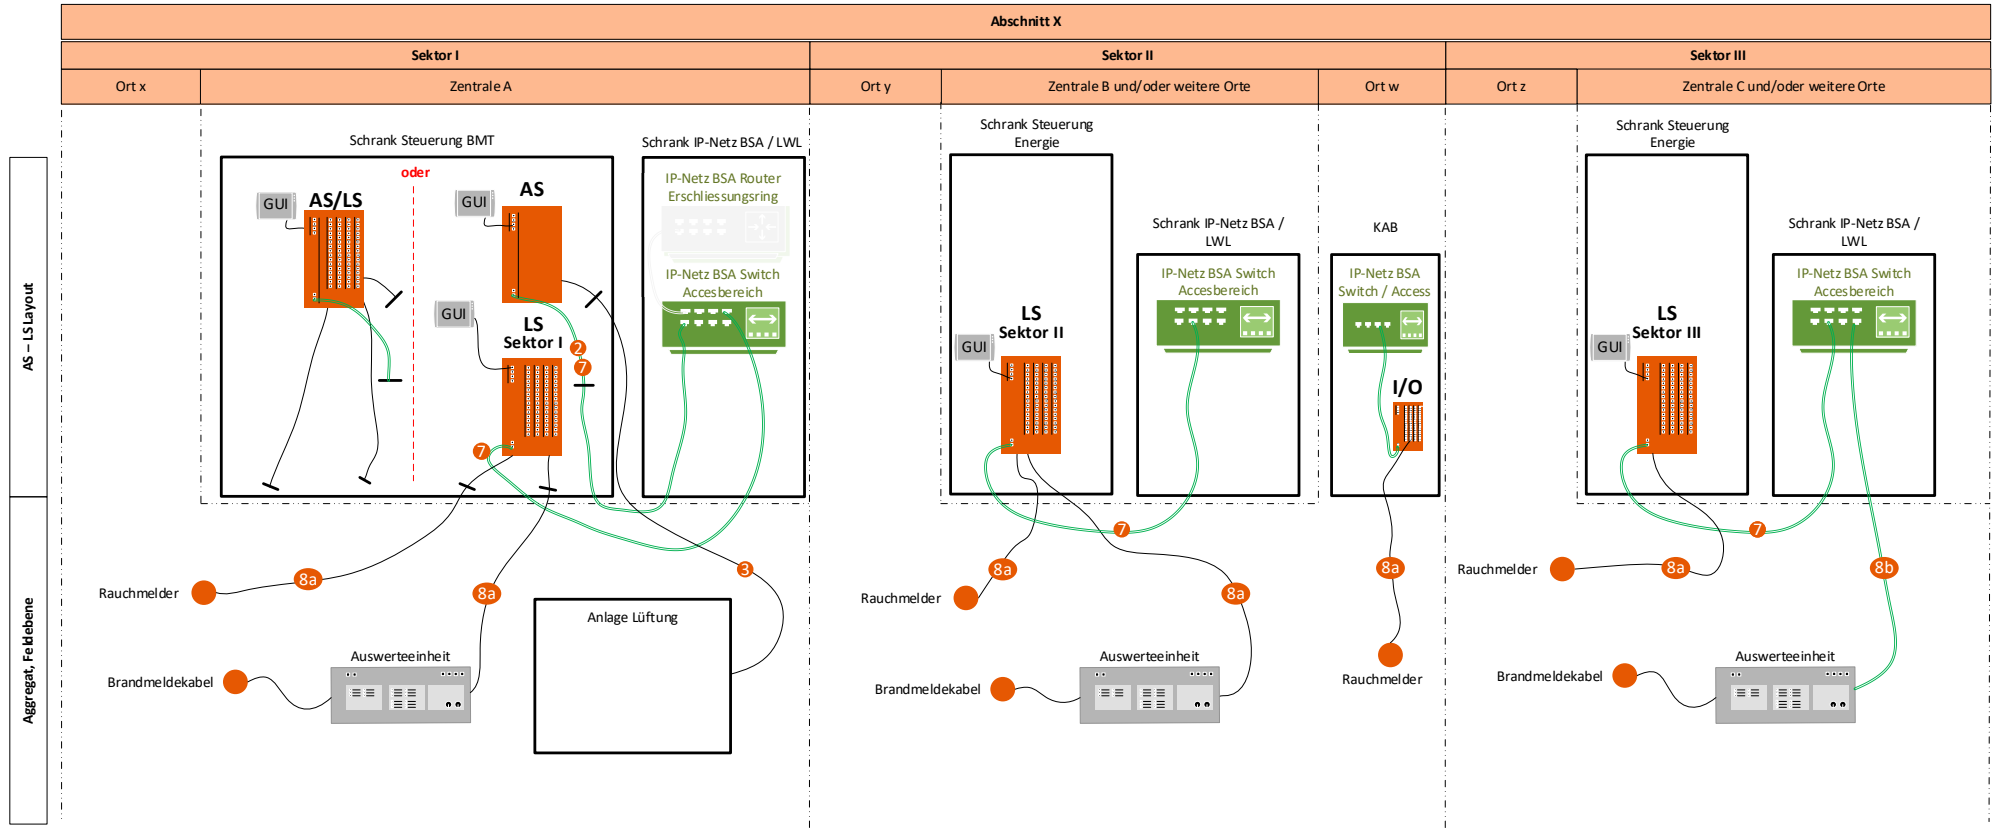 Abschnitt X
Sektor I
Sektor II
Sektor III
Ort x
Zentrale A
Ort y
Zentrale B und/oder weitere Orte
Ort w
Ort z
Zentrale C und/oder weitere Orte
AS – LS Layout
Aggregat, Feldebene
Schrank Steuerung BMT
oder
GUI
AS/LS
GUI
AS
GUI
LS
Sektor I
2
7
7
Schrank IP-Netz BSA / LWL
IP-Netz BSA Router
Erschliessungsring
IP-Netz BSA Switch
Accesbereich
Rauchmelder
8a
8a
3
Brandmeldekabel
Auswerteeinheit
Anlage Lüftung
Schrank Steuerung
Energie
LS
Sektor II
GUI
Schrank IP-Netz BSA /
LWL
IP-Netz BSA Switch
Accesbereich
7
KAB
IP-Netz BSA
Switch / Access
I/O
8a
Rauchmelder
8a
8a
Rauchmelder
Brandmeldekabel
Auswerteeinheit
Schrank Steuerung
Energie
LS
Sektor III
GUI
Schrank IP-Netz BSA /
LWL
IP-Netz BSA Switch
Accesbereich
7
Rauchmelder
8a
8b
Brandmeldekabel
Auswerteeinheit